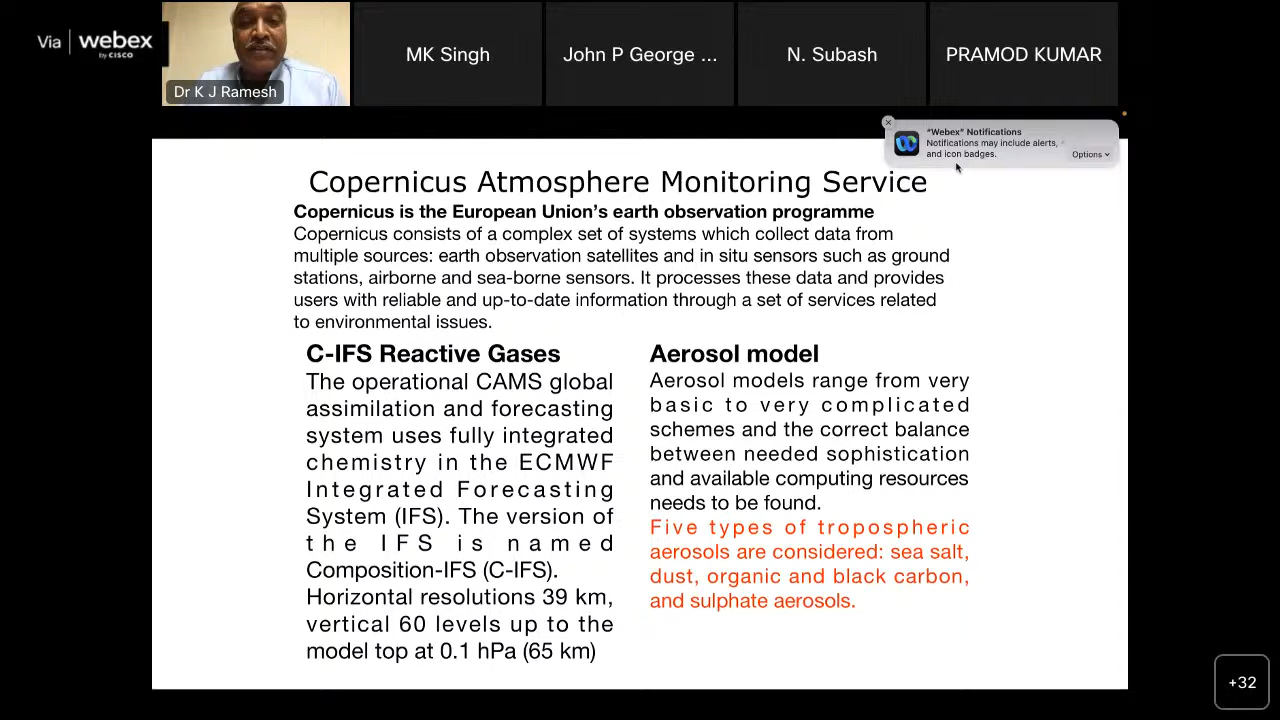 Via webex
by CISCO
Dr K J Ramesh
MK Singh
John P George ...
N. Subash
PRAMOD KUMAR
"Webex" Notifications
Notifications may include alerts,
and icon badges.
Options
Copernicus Atmosphere Monitoring Service
Copernicus is the European Union's earth observation programme
Copernicus consists of a complex set of systems which collect data from
multiple sources: earth observation satellites and in situ sensors such as ground
stations, airborne and sea-borne sensors. It processes these data and provides
users with reliable and up-to-date information through a set of services related
to environmental issues.
C-IFS Reactive Gases
The operational CAMS global
assimilation and forecasting
system uses fully integrated
chemistry in the ECMWF
Integrated Forecasting
System (IFS). The version of
the IFS is named
Composition-IFS (C-IFS).
Horizontal resolutions 39 km,
vertical 60 levels up to the
model top at 0.1 hPa (65 km)
Aerosol model
Aerosol models range from very
basic to very complicated
schemes and the correct balance
between needed sophistication
and available computing resources
needs to be found.
Five types of tropospheric
aerosols are considered: sea salt,
dust, organic and black carbon,
and sulphate aerosols.
+32